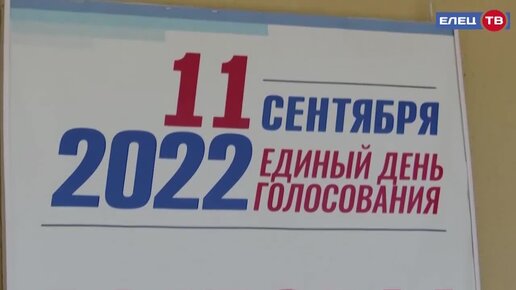 ЕЛЕЦ ТВ
11 СЕНТЯБРЯ
2022 ЕДИНЫЙ ДЕНЬ
ГОЛОСОВАНИЯ